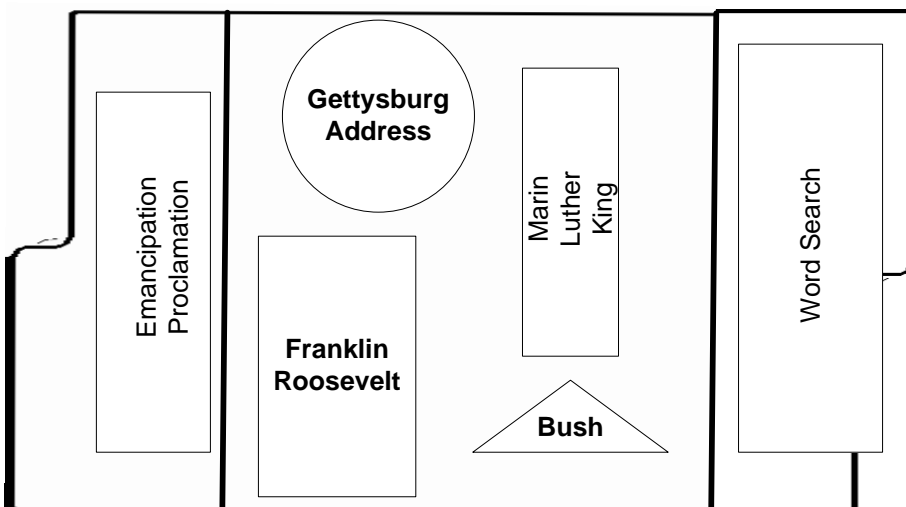 Emancipation
Proclamation
Gettysburg
Address
Franklin
Roosevelt
Marin
Luther
King
Bush
Word Search